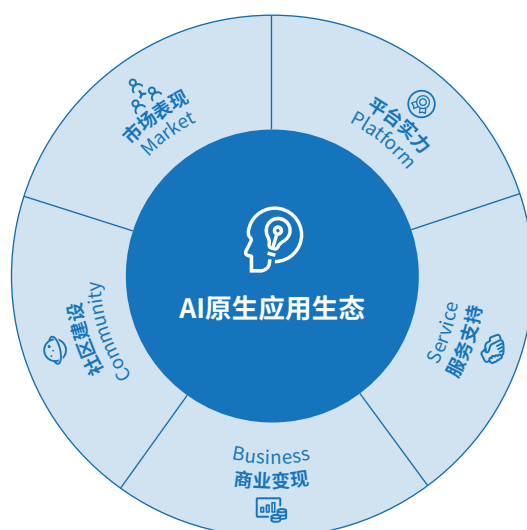 市场表现
Market
平台实力
Platform
AI原生应用生态
社区建设
Community
Service
服务支持
Business
商业变现